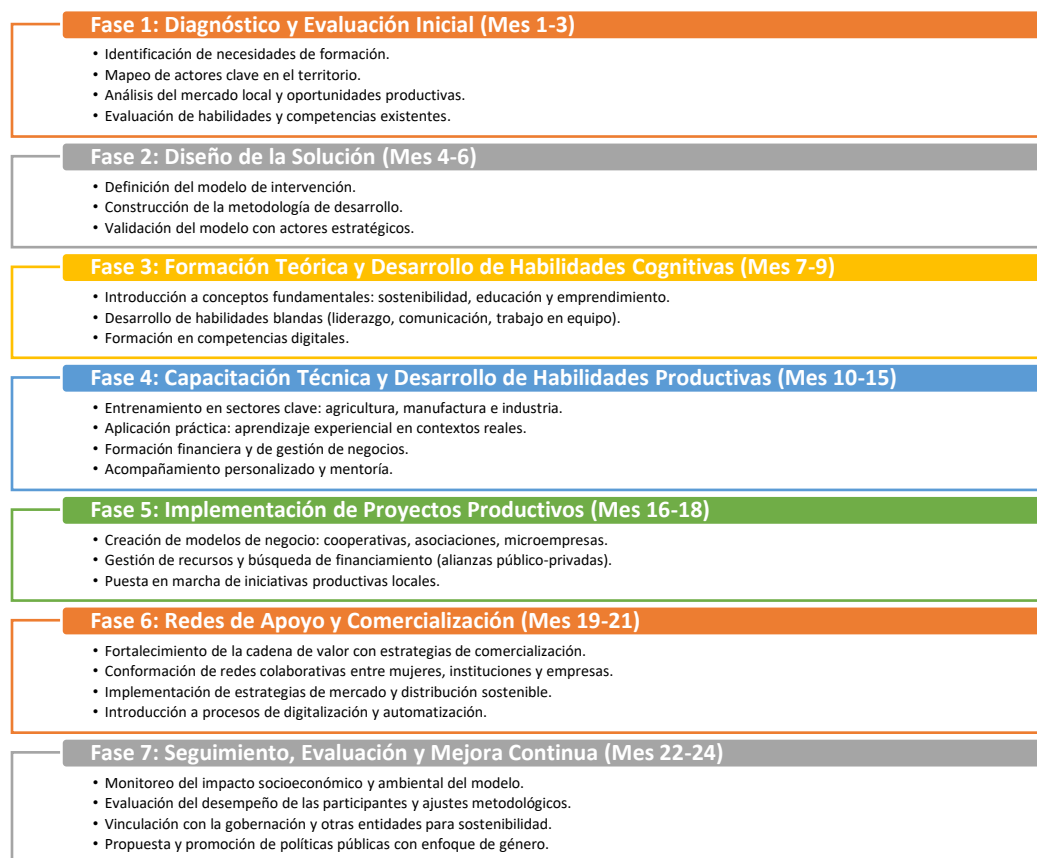 Fase 1: Diagnóstico y Evaluación Inicial (Mes 1-3)
• Identificación de necesidades de formación.
• Mapeo de actores clave en el territorio.
• Análisis del mercado local y oportunidades productivas.
• Evaluación de habilidades y competencias existentes.
Fase 2: Diseño de la Solución (Mes 4-6)
• Definición del modelo de intervención.
• Construcción de la metodología de desarrollo.
• Validación del modelo con actores estratégicos.
Fase 3: Formación Teórica y Desarrollo de Habilidades Cognitivas (Mes 7-9)
• Introducción a conceptos fundamentales: sostenibilidad, educación y emprendimiento.
• Desarrollo de habilidades blandas (liderazgo, comunicación, trabajo en equipo).
• Formación en competencias digitales.
Fase 4: Capacitación Técnica y Desarrollo de Habilidades Productivas (Mes 10-15)
• Entrenamiento en sectores clave: agricultura, manufactura e industria.
• Aplicación práctica: aprendizaje experiencial en contextos reales.
• Formación financiera y de gestión de negocios.
• Acompañamiento personalizado y mentoría.
Fase 5: Implementación de Proyectos Productivos (Mes 16-18)
• Creación de modelos de negocio: cooperativas, asociaciones, microempresas.
• Gestión de recursos y búsqueda de financiamiento (alianzas público-privadas).
• Puesta en marcha de iniciativas productivas locales.
Fase 6: Redes de Apoyo y Comercialización (Mes 19-21)
• Fortalecimiento de la cadena de valor con estrategias de comercialización.
• Conformación de redes colaborativas entre mujeres, instituciones y empresas.
• Implementación de estrategias de mercado y distribución sostenible.
• Introducción a procesos de digitalización y automatización.
Fase 7: Seguimiento, Evaluación y Mejora Continua (Mes 22-24)
• Monitoreo del impacto socioeconómico y ambiental del modelo.
• Evaluación del desempeño de las participantes y ajustes metodológicos.
• Vinculación con la gobernación y otras entidades para sostenibilidad.
• Propuesta y promoción de políticas públicas con enfoque de género.